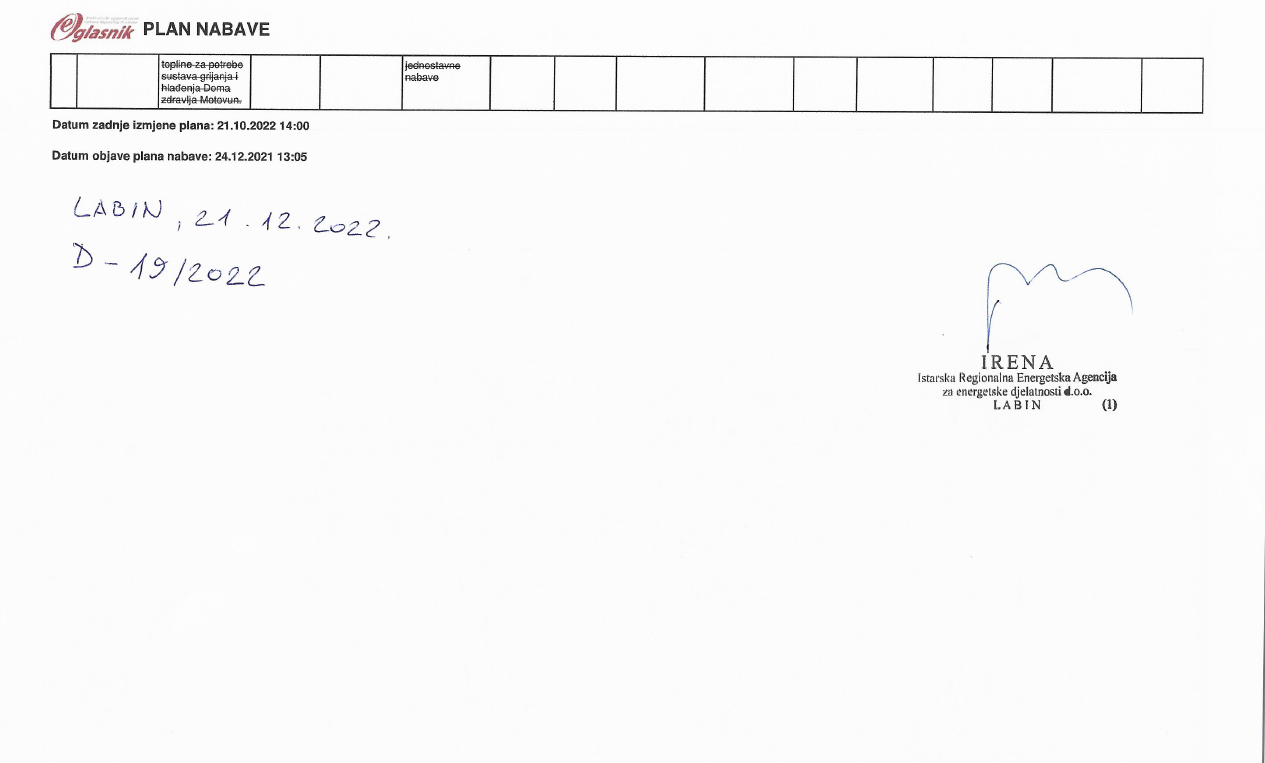 eglasnik PLAN NABAVE
topline za potrebe
sustava grijanja i
hlađenja Doma
zdravlja Motovun.
jednostavne
nabave
Datum zadnje izmjene plana: 21.10.2022 14:00
Datum objave plana nabave: 24.12.2021 13:05
LABIN, 21.12.2022.
D - 19/2022
IRENA
Istarska Regionalna Energetska Agencija
za energetske djelatnosti d.o.o.
LABIN (1)